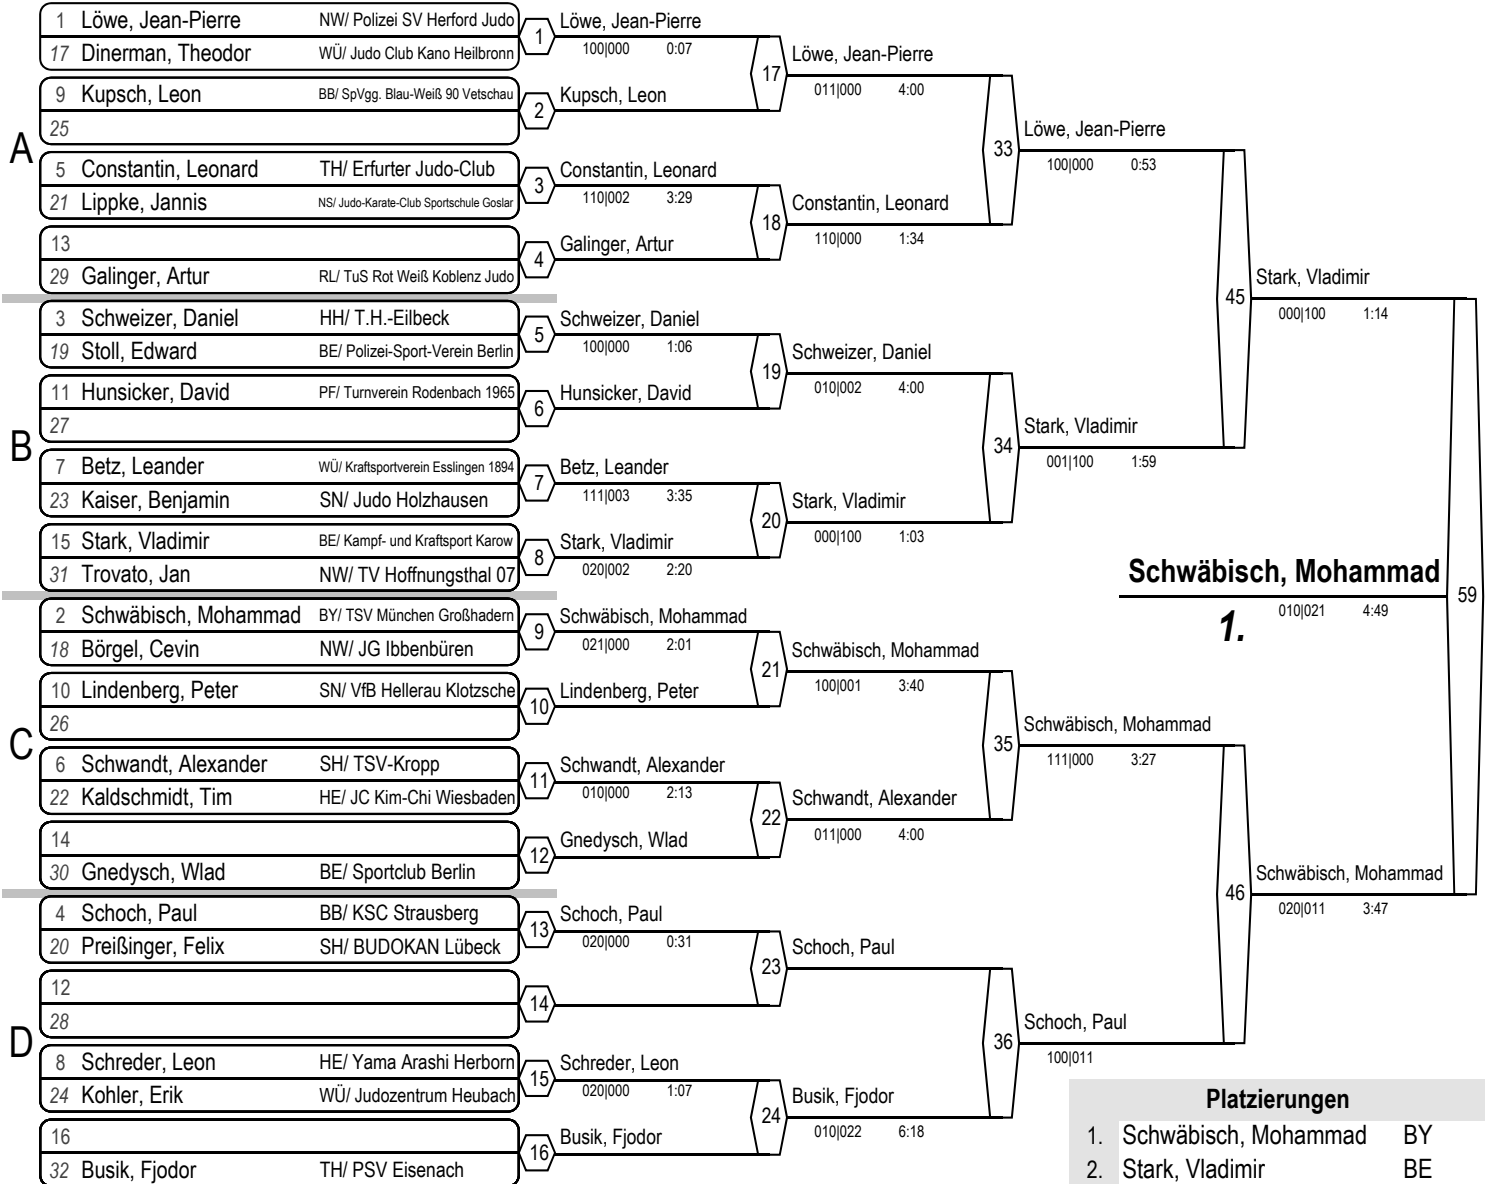 A
1 Löwe, Jean-Pierre NW/ Polizei SV Herford Judo
17 Dinerman, Theodor WÜ/ Judo Club Kano Heilbronn
9 Kupsch, Leon BB/ SpVgg. Blau-Weiß 90 Vetschau
25
5 Constantin, Leonard TH/ Erfurter Judo-Club
21 Lippke, Jannis NS/ Judo-Karate-Club Sportschule Goslar
13
29 Galinger, Artur RL/ TuS Rot Weiß Koblenz Judo
B
3 Schweizer, Daniel HH/ T.H.-Eilbeck
19 Stoll, Edward BE/ Polizei-Sport-Verein Berlin
11 Hunsicker, David PF/ Turnverein Rodenbach 1965
27
7 Betz, Leander WÜ/ Kraftsportverein Esslingen 1894
23 Kaiser, Benjamin SN/ Judo Holzhausen
15 Stark, Vladimir BE/ Kampf- und Kraftsport Karow
31 Trovato, Jan NW/ TV Hoffnungsthal 07
C
2 Schwäbisch, Mohammad BY/ TSV München Großhadern
18 Börgel, Cevin NW/ JG Ibbenbüren
10 Lindenberg, Peter SN/ VfB Hellerau Klotzsche
26
6 Schwandt, Alexander SH/ TSV-Kropp
22 Kaldschmidt, Tim HE/ JC Kim-Chi Wiesbaden
14
30 Gnedysch, Wlad BE/ Sportclub Berlin
D
4 Schoch, Paul BB/ KSC Strausberg
20 Preißinger, Felix SH/ BUDOKAN Lübeck
12
28
8 Schreder, Leon HE/ Yama Arashi Herborn
24 Kohler, Erik WÜ/ Judozentrum Heubach
16
32 Busik, Fjodor TH/ PSV Eisenach
1 Löwe, Jean-Pierre
100|000 0:07
2 Kupsch, Leon
3 Constantin, Leonard
110|002 3:29
4 Galinger, Artur
5 Schweizer, Daniel
100|000 1:06
6 Hunsicker, David
7 Betz, Leander
111|003 3:35
8 Stark, Vladimir
020|002 2:20
9 Schwäbisch, Mohammad
021|000 2:01
10 Lindenberg, Peter
11 Schwandt, Alexander
010|000 2:13
12 Gnedysch, Wlad
13 Schoch, Paul
020|000 0:31
14
15 Schreder, Leon
020|000 1:07
16 Busik, Fjodor
17 Löwe, Jean-Pierre
011|000 4:00
18 Constantin, Leonard
110|000 1:34
19 Schweizer, Daniel
010|002 4:00
20 Stark, Vladimir
000|100 1:03
21 Schwäbisch, Mohammad
100|001 3:40
22 Schwandt, Alexander
011|000 4:00
23 Schoch, Paul
24 Busik, Fjodor
010|022 6:18
33 Löwe, Jean-Pierre
100|000 0:53
34 Stark, Vladimir
001|100 1:59
35 Schwäbisch, Mohammad
111|000 3:27
36 Schoch, Paul
100|011
45 Stark, Vladimir
000|100 1:14
46 Schwäbisch, Mohammad
020|011 3:47
Schwäbisch, Mohammad 59
1. 010|021 4:49
Platzierungen
1. Schwäbisch, Mohammad BY
2. Stark, Vladimir BE